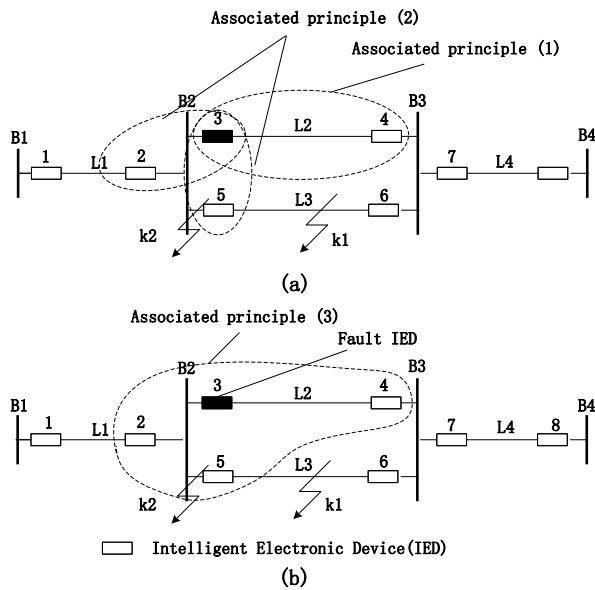 Associated principle (2)
Associated principle (1)
B2
B3
3
4
L2
B1
B4
1
L1
2
7
L4
5
L3
6
k2
k1
(a)
Associated principle (3)
Fault IED
B2
B3
3
4
L2
B1
B4
1
L1
2
7
L4
8
5
L3
6
k2
k1
Intelligent Electronic Device(IED)
(b)